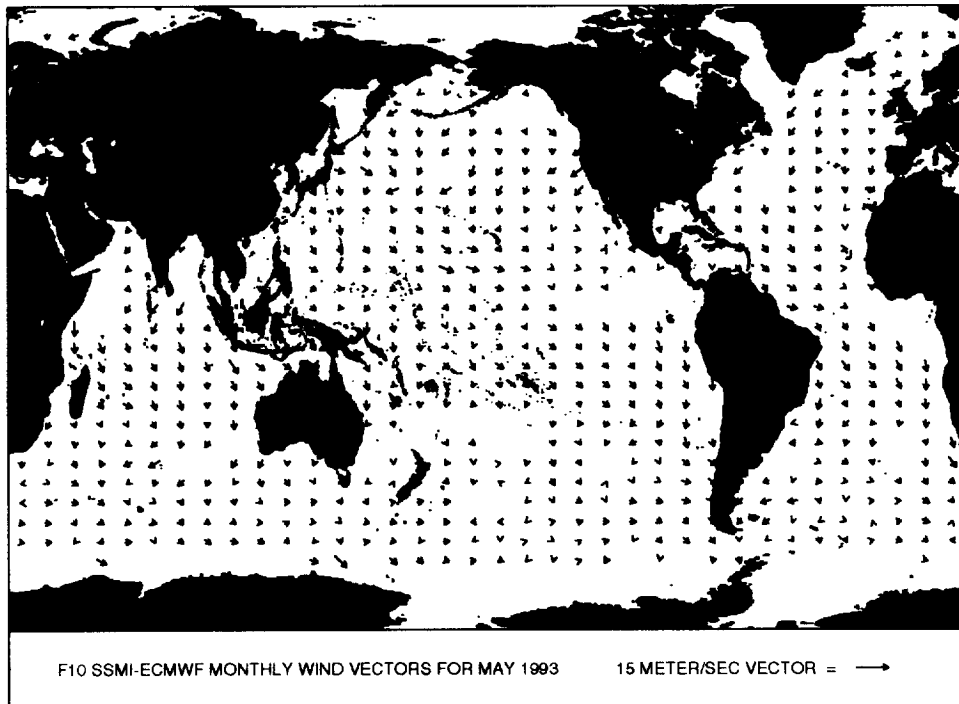 F10 SSMI-ECMWF MONTHLY WIND VECTORS FOR MAY 1993 15 METER/SEC VECTOR =